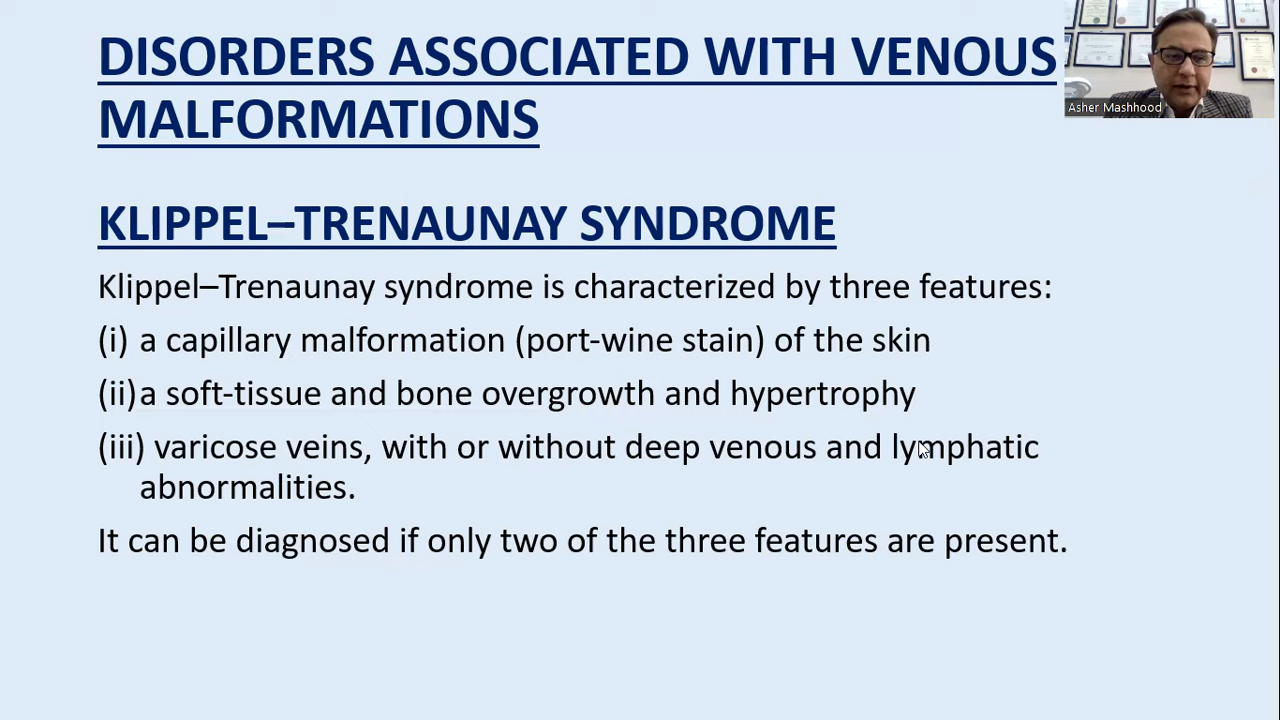 DISORDERS ASSOCIATED WITH VENOUS
MALFORMATIONS
Asher Mashhood
KLIPPEL–TRENAUNAY SYNDROME
Klippel–Trenaunay syndrome is characterized by three features:
(i) a capillary malformation (port-wine stain) of the skin
(ii) a soft-tissue and bone overgrowth and hypertrophy
(iii) varicose veins, with or without deep venous and lymphatic
abnormalities.
It can be diagnosed if only two of the three features are present.